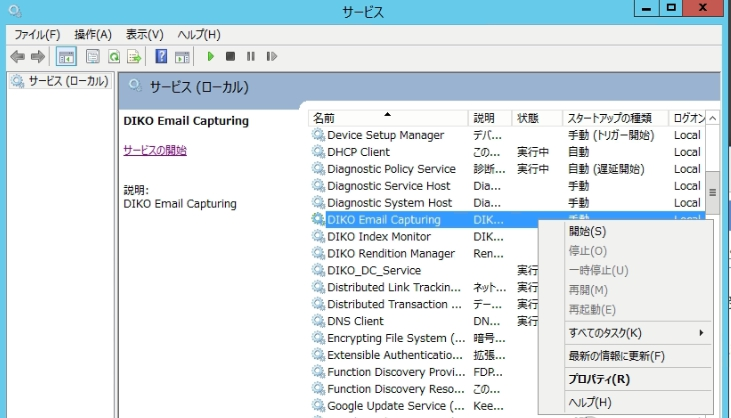 サービス
ファイル(F) 操作(A) 表示(V) ヘルプ(H)
サービス (ローカル)
サービス (ローカル)
DIKO Email Capturing
サービスの開始
説明:
DIKO Email Capturing
名前 説明 状態 スタートアップの種類 ログオン
Device Setup Manager デバ... 手動 (トリガー開始) Local
DHCP Client この... 実行中 自動 Local
Diagnostic Policy Service 診断... 実行中 自動 (遅延開始) Local
Diagnostic Service Host Dia... 手動 Local
Diagnostic System Host Dia... 手動 Local
DIKO Email Capturing DIK... 手動 Local
DIKO Index Monitor DIK...
DIKO Rendition Manager Ren...
DIKO_DC_Service 実行
Distributed Link Trackin... ネット... 実行
Distributed Transaction ... デー... 実行
DNS Client DN... 実行
Encrypting File System (... 暗号...
Extensible Authenticatio... 拡張...
Function Discovery Provi... FDP...
Function Discovery Reso... この...
Google Update Service (... Kee...
開始(S)
停止(O)
一時停止(U)
再開(M)
再起動(E)
すべてのタスク(K)
最新の情報に更新(F)
プロパティ(R)
ヘルプ(H)